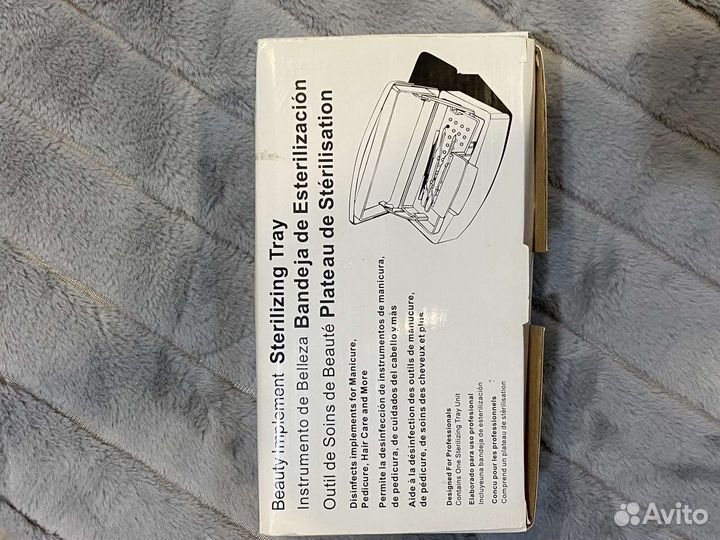 Beauty Implement Sterilizing Tray
Instrumento de Belleza Bandeja de Esterilización
Outil de Soins de Beauté Plateau de Stérilisation
Disinfects implements for Manicure,
Pedicure, Hair Care and More
Permite la desinfección de instrumentos de manicura,
de pedicura, de cuidados del cabello y más
Aide à la désinfection des outils de manucure,
de pédicure, de soins des cheveux et plus
Designed For Professionals
Contains One Sterilizing Tray Unit
Elaborado para uso profesional
Incluyeuna bandeja de esterilización
Concu pour les professionnels
Comprend un plateau de stérilisation
Avito